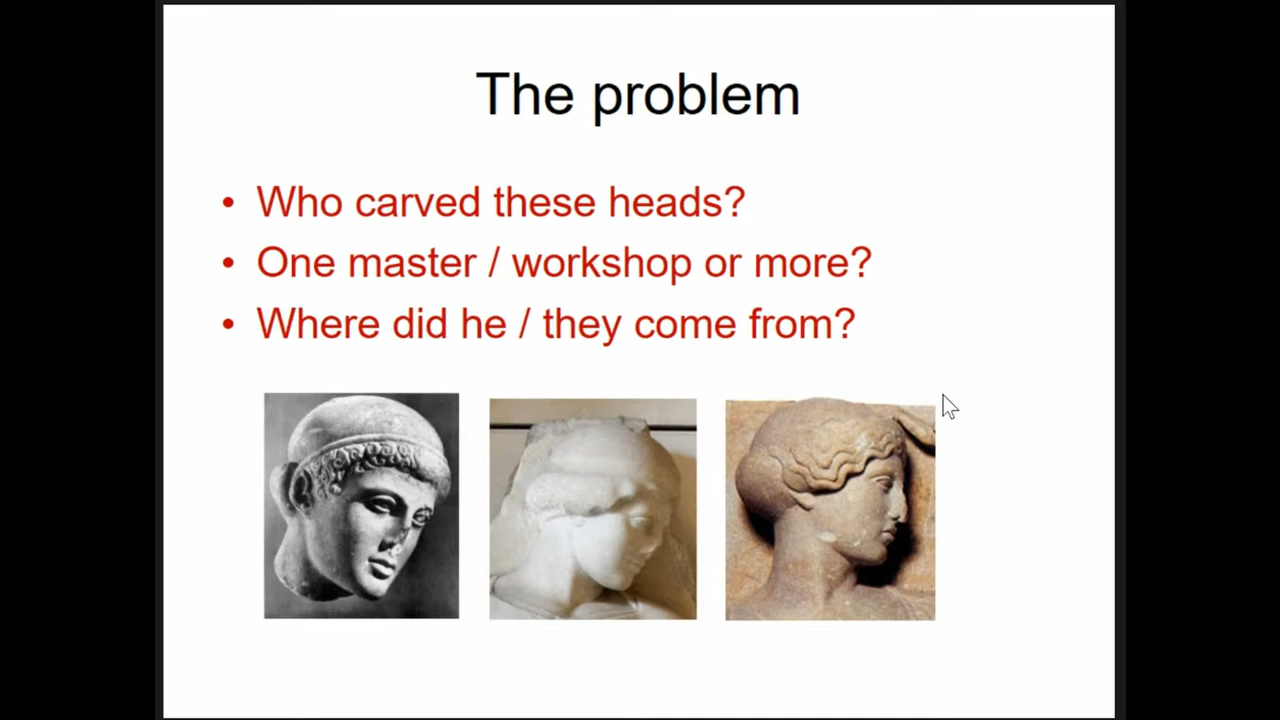 The problem
• Who carved these heads?
• One master / workshop or more?
• Where did he / they come from?